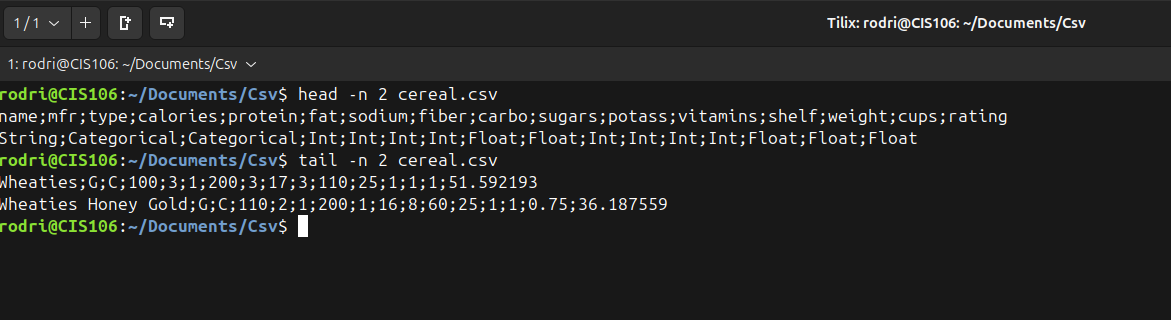 1 / 1
Tilix: rodri@CIS106: ~/Documents/Csv
1: rodri@CIS106: ~/Documents/Csv
rodri@CIS106:~/Documents/Csv$ head -n 2 cereal.csv
name;mfr;type;calories;protein;fat;sodium;fiber;carbo;sugars;potass;vitamins;shelf;weight;cups;rating
String;Categorical;Categorical;Int;Int;Int;Int;Float;Float;Int;Int;Int;Int;Float;Float;Float
rodri@CIS106:~/Documents/Csv$ tail -n 2 cereal.csv
Wheaties;G;C;100;3;1;200;3;17;3;110;25;1;1;1;51.592193
Wheaties Honey Gold;G;C;110;2;1;200;1;16;8;60;25;1;1;0.75;36.187559
rodri@CIS106:~/Documents/Csv$